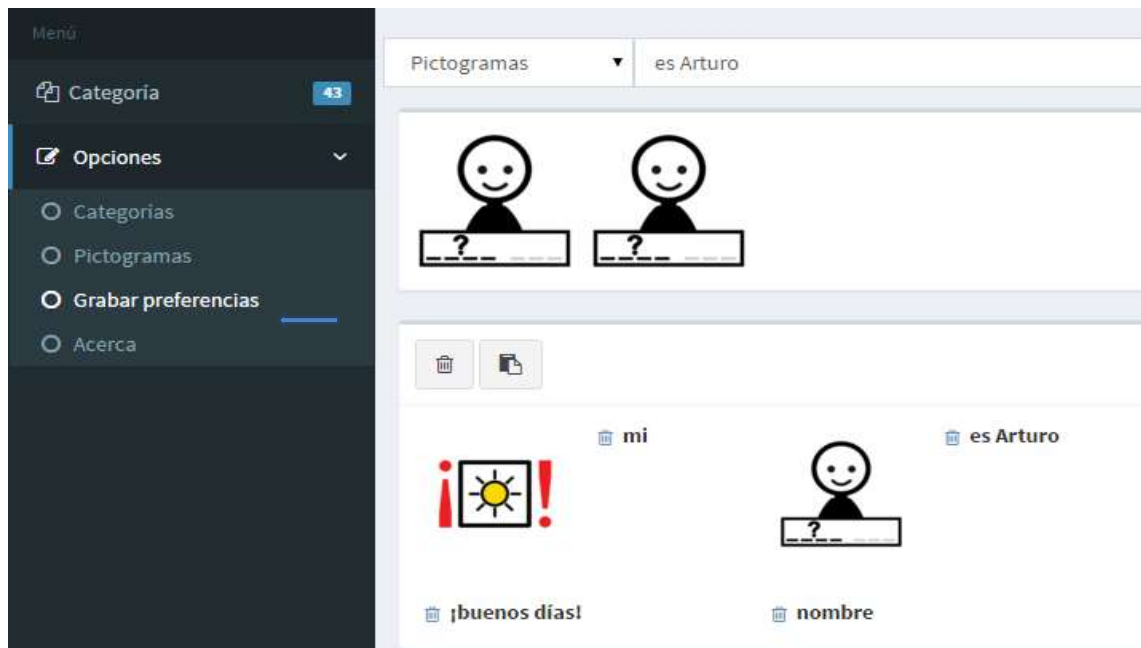 Menú
Categoría 43
Opciones
Categorias
Pictogramas
Grabar preferencias
Acerca
Pictogramas es Arturo
?
?
mi
es Arturo
¡ !
?
¡buenos días!
nombre